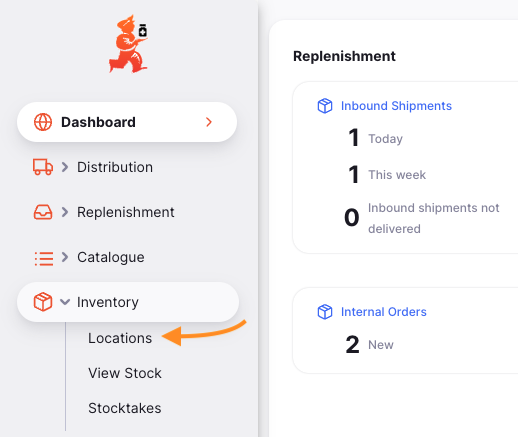 Dashboard
Distribution
Replenishment
Catalogue
Inventory
Locations
View Stock
Stocktakes
Replenishment
Inbound Shipments
1 Today
1 This week
0 Inbound shipments not
delivered
Internal Orders
2 New